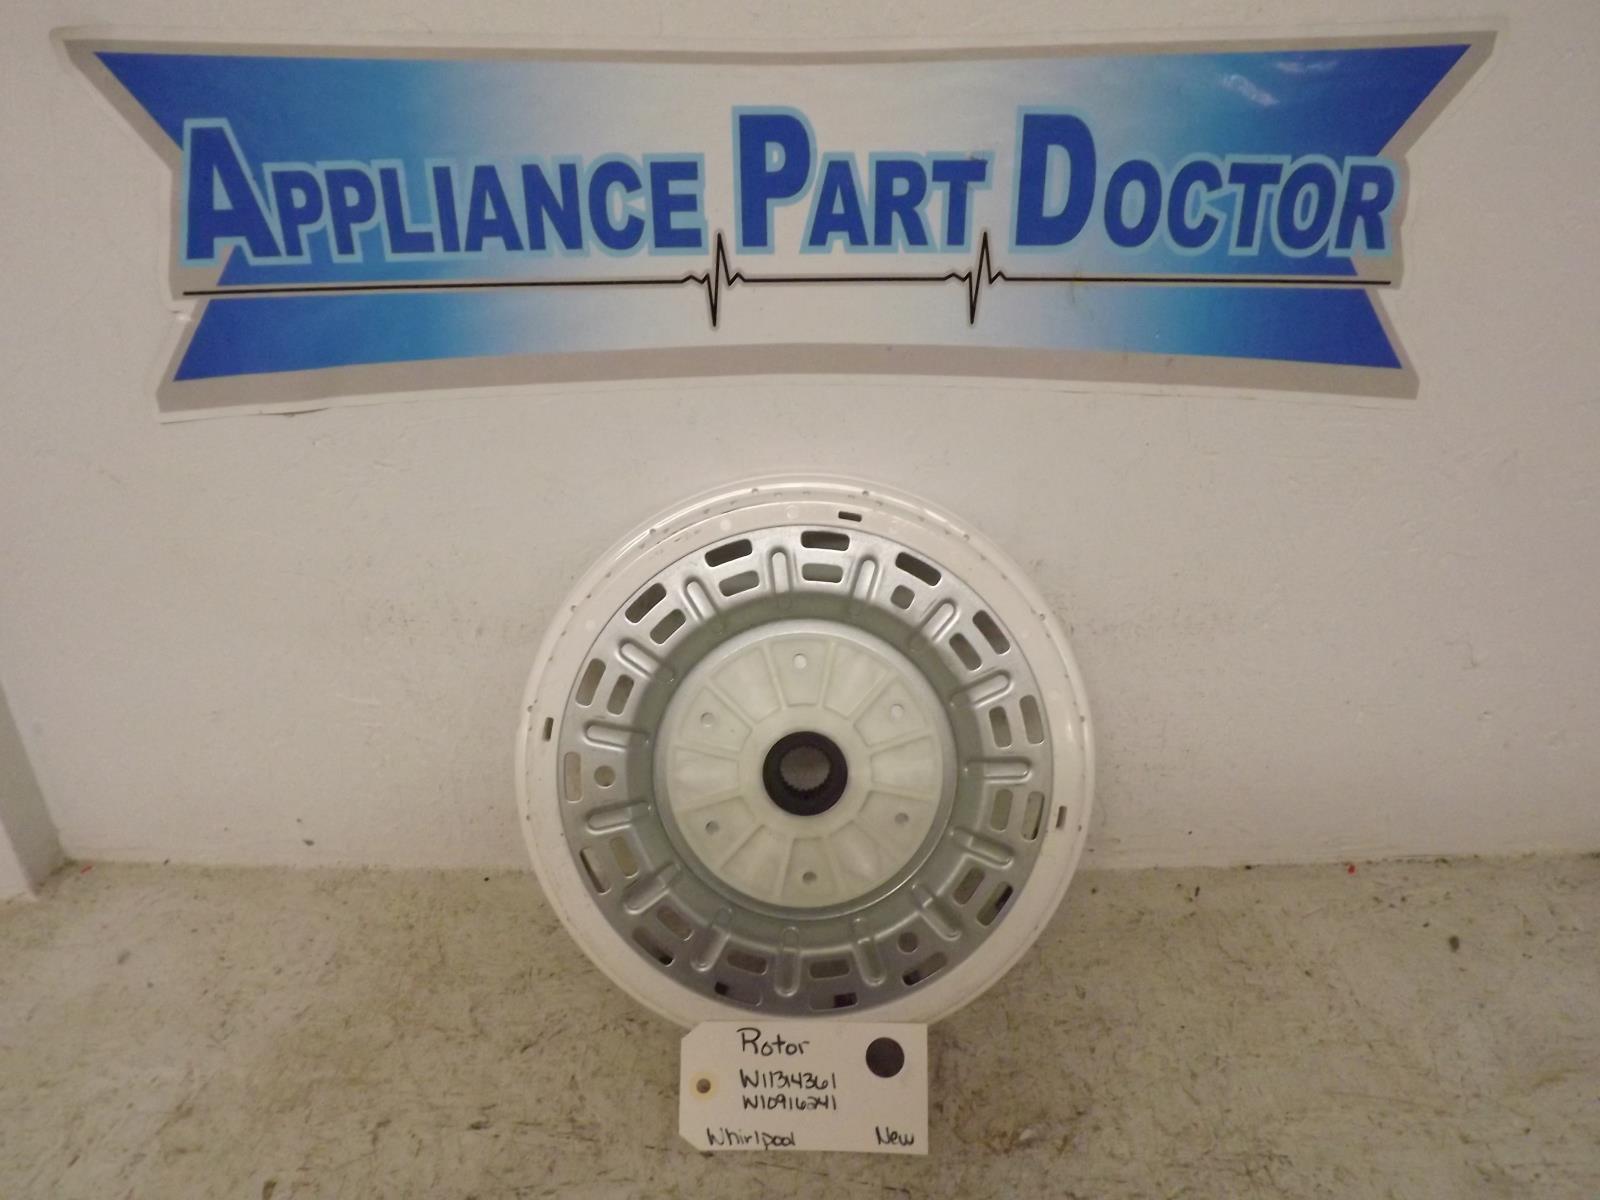 APPLIANCE PART DOCTOR
Rotor
W11314361
W10916241
Whirlpool New